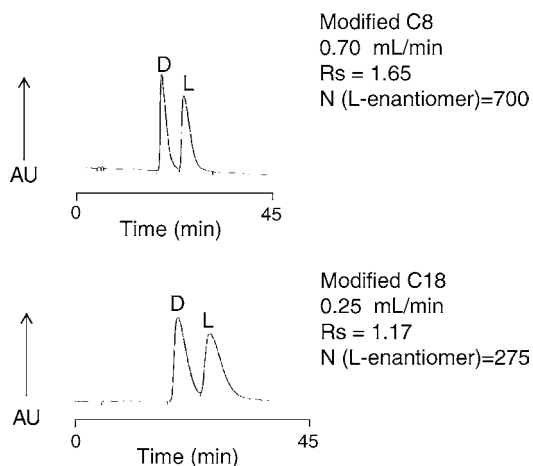 Modified C8
0.70 mL/min
Rs = 1.65
N (L-enantiomer)=700
D
L
AU
0
45
Time (min)
Modified C18
0.25 mL/min
Rs = 1.17
N (L-enantiomer)=275
D
L
AU
0
45
Time (min)